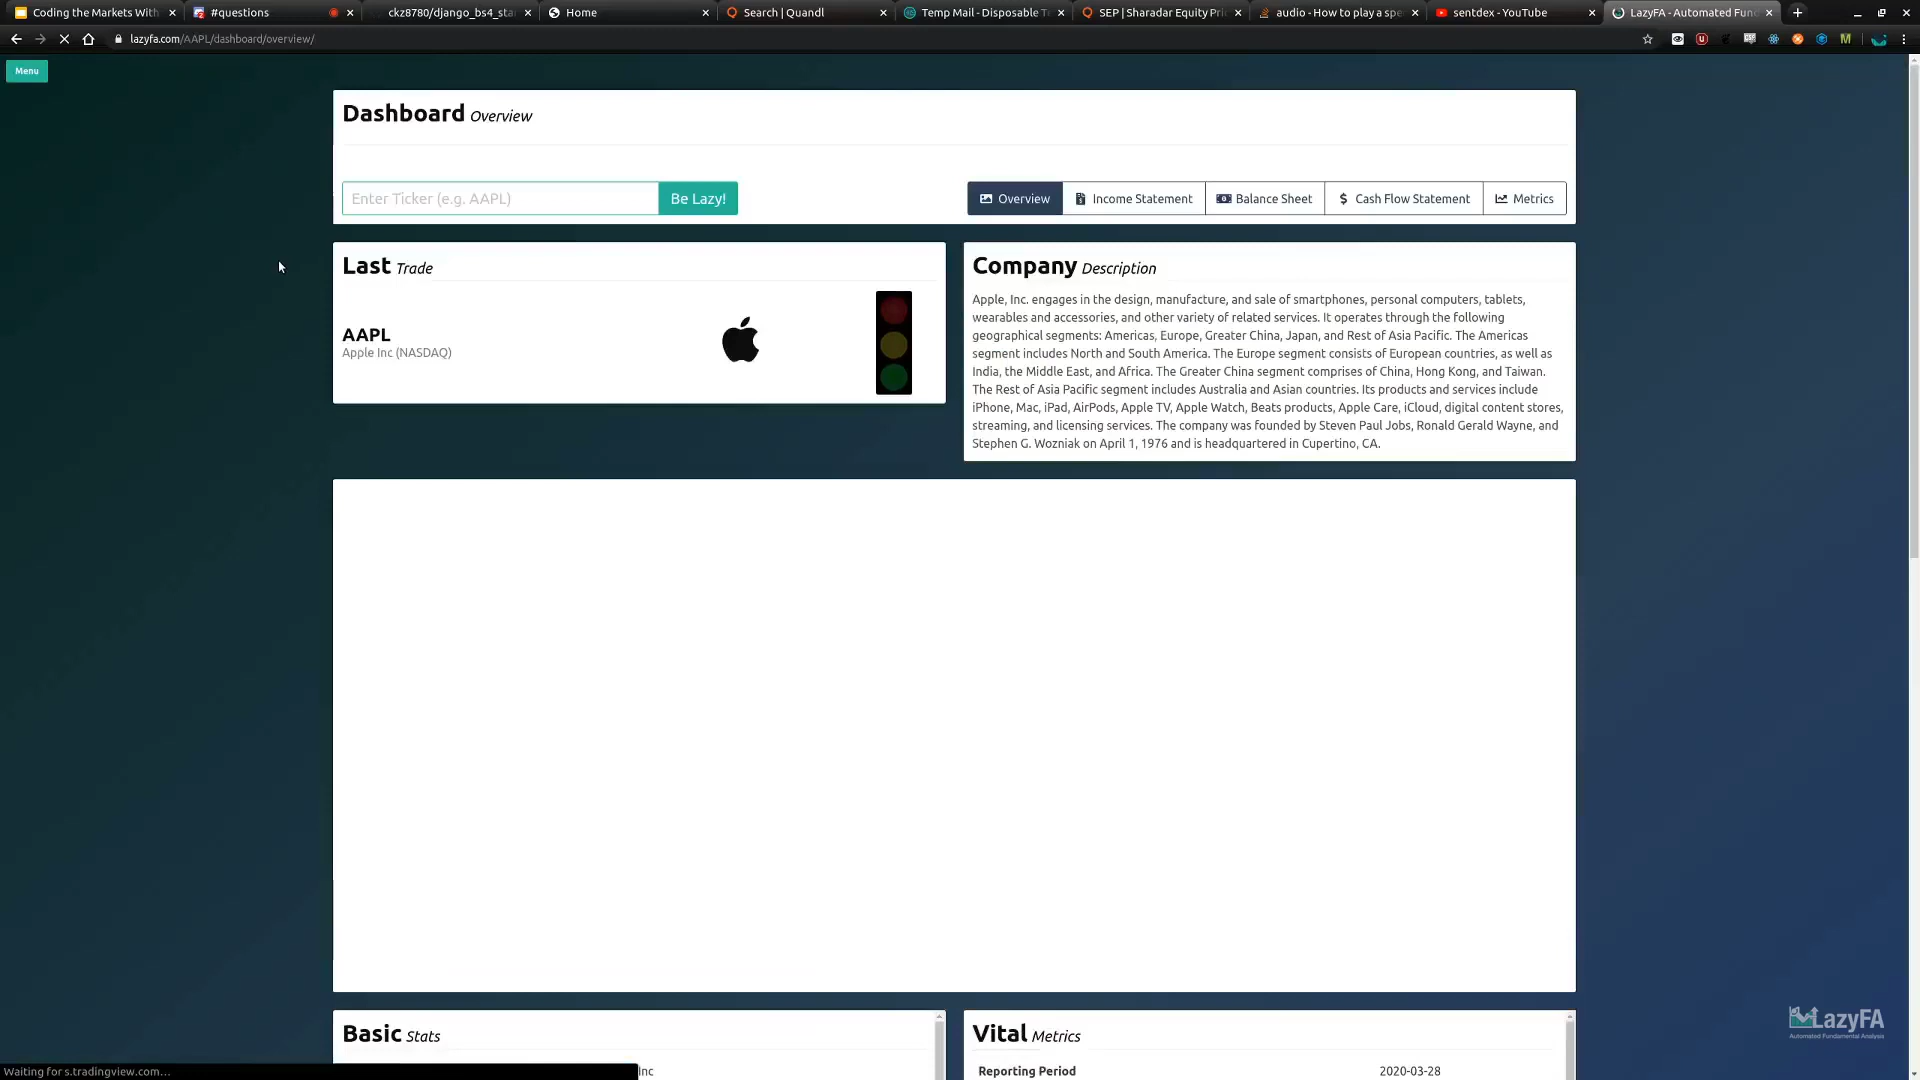 Coding the Markets With
#questions
ckz8780/django_bs4_sta
Home
Search | Quandl
Temp Mail - Disposable T
SEP | Sharadar Equity Pri
audio - How to play a spe
sentdex - YouTube
LazyFA - Automated Fun
lazyfa.com/AAPL/dashboard/overview/
Menu
Dashboard Overview
Enter Ticker (e.g. AAPL)
Be Lazy!
Overview
Income Statement
Balance Sheet
Cash Flow Statement
Metrics
Last Trade
AAPL
Apple Inc (NASDAQ)
Company Description
Apple, Inc. engages in the design, manufacture, and sale of smartphones, personal computers, tablets,
wearables and accessories, and other variety of related services. It operates through the following
geographical segments: Americas, Europe, Greater China, Japan, and Rest of Asia Pacific. The Americas
segment includes North and South America. The Europe segment consists of European countries, as well as
India, the Middle East, and Africa. The Greater China segment comprises of China, Hong Kong, and Taiwan.
The Rest of Asia Pacific segment includes Australia and Asian countries. Its products and services include
iPhone, Mac, iPad, AirPods, Apple TV, Apple Watch, Beats products, Apple Care, iCloud, digital content stores,
streaming, and licensing services. The company was founded by Steven Paul Jobs, Ronald Gerald Wayne, and
Stephen G. Wozniak on April 1, 1976 and is headquartered in Cupertino, CA.
Basic Stats
Inc
Vital Metrics
Reporting Period 2020-03-28
LazyFA
Automated Fundamental Analysis
Waiting for s.tradingview.com...